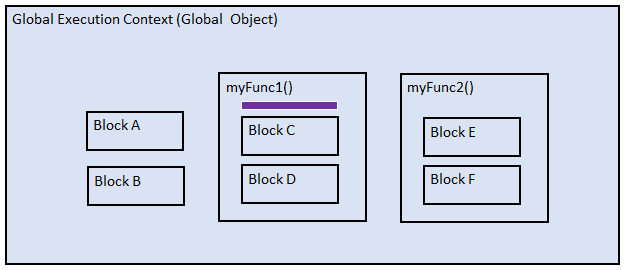 Global Execution Context (Global Object)
myFunc1()
myFunc2()
Block A
Block B
Block C
Block D
Block E
Block F